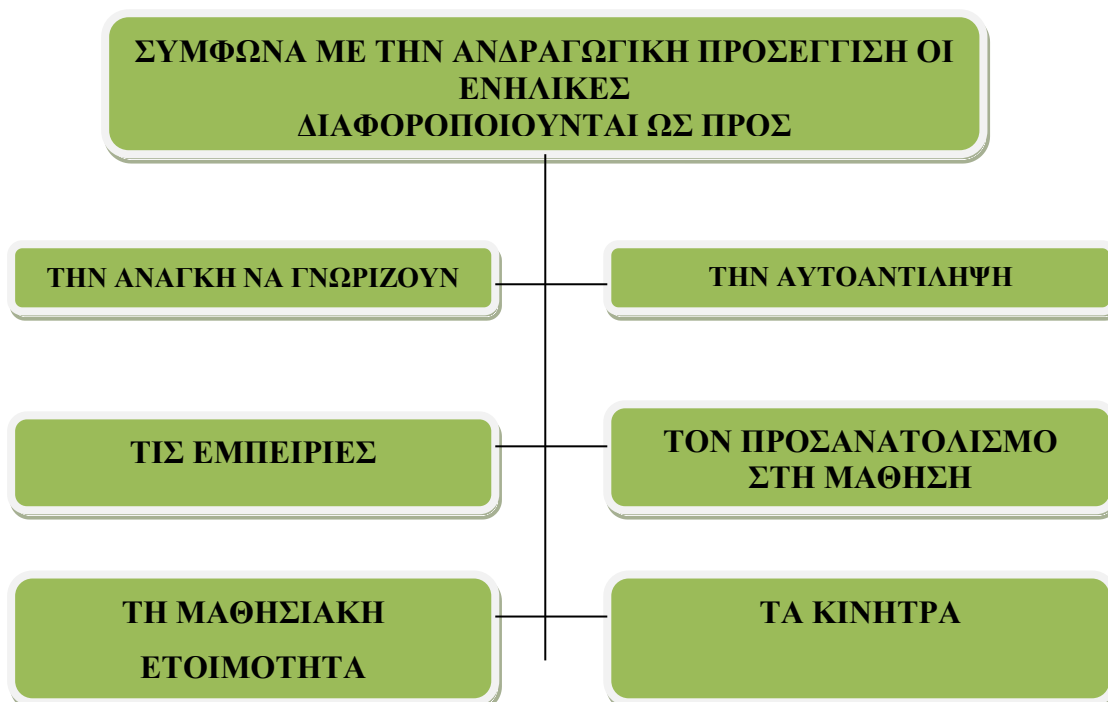 ΣΥΜΦΩΝΑ ΜΕ ΤΗΝ ΑΝΔΡΑΓΩΓΙΚΗ ΠΡΟΣΕΓΓΙΣΗ ΟΙ
ΕΝΗΛΙΚΕΣ
ΔΙΑΦΟΡΟΠΟΙΟΥΝΤΑΙ ΩΣ ΠΡΟΣ
ΤΗΝ ΑΝΑΓΚΗ ΝΑ ΓΝΩΡΙΖΟΥΝ
ΤΗΝ ΑΥΤΟΑΝΤΙΛΗΨΗ
ΤΙΣ ΕΜΠΕΙΡΙΕΣ
ΤΟΝ ΠΡΟΣΑΝΑΤΟΛΙΣΜΟ
ΣΤΗ ΜΑΘΗΣΗ
ΤΗ ΜΑΘΗΣΙΑΚΗ
ΕΤΟΙΜΟΤΗΤΑ
ΤΑ ΚΙΝΗΤΡΑ